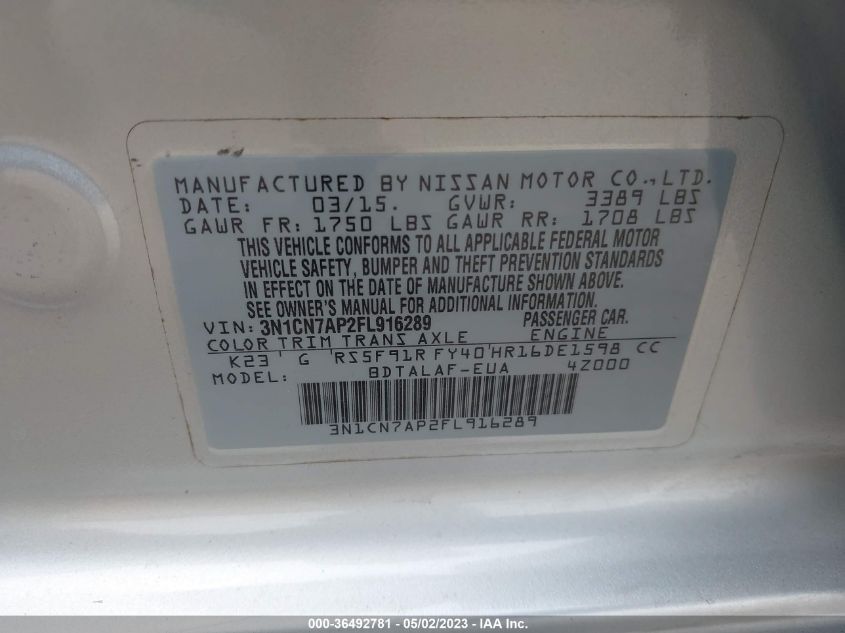 MANUFACTURED BY NISSAN MOTOR CO.,LTD.
DATE: 03/15. GVWR: 3389 LBS
GAWR FR: 1750 LBS GAWR RR: 1708 LBS
THIS VEHICLE CONFORMS TO ALL APPLICABLE FEDERAL MOTOR
VEHICLE SAFETY, BUMPER AND THEFT PREVENTION STANDARDS
IN EFFECT ON THE DATE OF MANUFACTURE SHOWN ABOVE.
SEE OWNER'S MANUAL FOR ADDITIONAL INFORMATION.
VIN: 3N1CN7AP2FL916289 PASSENGER CAR.
COLOR TRIM TRANS AXLE ENGINE
K23 G RS5F91R FY40 HR16DE1598 CC
MODEL: BDTALAF-EUA 4Z000
3N1CN7AP2FL916289
000-36492781 - 05/02/2023 - IAA Inc.